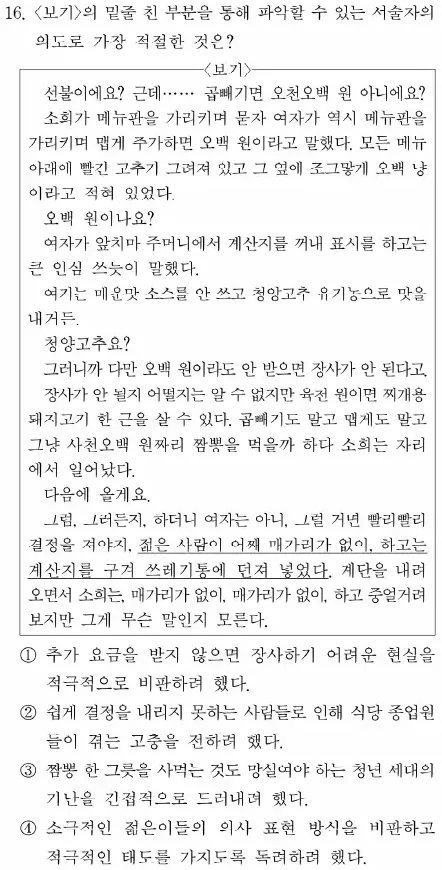 16. 〈보기〉의 밑줄 친 부분을 통해 파악할 수 있는 서술자의
의도로 가장 적절한 것은?
〈보기〉
선불이에요? 근데…… 곱빼기면 오천오백 원 아니에요?
소희가 메뉴판을 가리키며 묻자 여자가 역시 메뉴판을
가리키며 맵게 추가하면 오백 원이라고 말했다. 모든 메뉴
아래에 빨간 고추기 그려져 있고 그 옆에 조그맣게 오백 냥
이라고 적혀 있었다.
오백 원이나요?
여자가 앞치마 주머니에서 계산지를 꺼내 표시를 하고는
큰 인심 쓰듯이 말했다.
여기는 매운맛 소스를 안 쓰고 청양고추 유기농으로 맛을
내거든.
청양고추요?
그러니까 다만 오백 원이라도 안 받으면 장사가 안 된다고.
장사가 안 될지 어떨지는 알 수 없지만 육천 원이면 찌개용
돼지고기 한 근을 살 수 있다. 곱빼기도 말고 맵게도 말고
그냥 사천오백 원짜리 짬뽕을 먹을까 하다 소희는 자리
에서 일어났다.
다음에 올게요.
그럼, 그러든지, 하더니 여자는 아니, 그럴 거면 빨리빨리
결정을 져야지, 젊은 사람이 어째 매가리가 없이, 하고는
계산지를 구겨 쓰레기통에 던져 넣었다. 계단을 내려
오면서 소희는, 매가리가 없이, 매가리가 없이, 하고 중얼거려
보지만 그게 무슨 말인지 모른다.
① 추가 요금을 받지 않으면 장사하기 어려운 현실을
적극적으로 비판하려 했다.
② 쉽게 결정을 내리지 못하는 사람들로 인해 식당 종업원
들이 겪는 고충을 전하려 했다.
③ 짬뽕 한 그릇을 사먹는 것도 망설여야 하는 청년 세대의
가난을 간접적으로 드러내려 했다.
④ 소극적인 젊은이들의 의사 표현 방식을 비판하고
적극적인 태도를 가지도록 독려하려 했다.